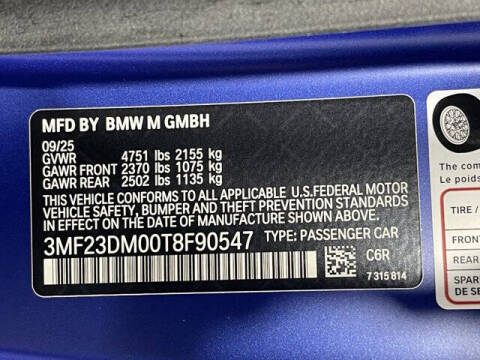 MFD BY BMW M GMBH
09/25
GVWR 4751 lbs 2155 kg
GAWR FRONT 2370 lbs 1075 kg
GAWR REAR 2502 lbs 1135 kg
THIS VEHICLE CONFORMS TO ALL APPLICABLE U.S.FEDERAL MOTOR
VEHICLE SAFETY, BUMPER AND THEFT PREVENTION STANDARDS
IN EFFECT ON THE DATE OF MANUFACTURE SHOWN ABOVE:
3MF23DM00T8F90547 TYPE: PASSENGER CAR
C6R
7 315 814
The com
Le poids
TIRE /
FRON
REAR
SPAR
DE SE